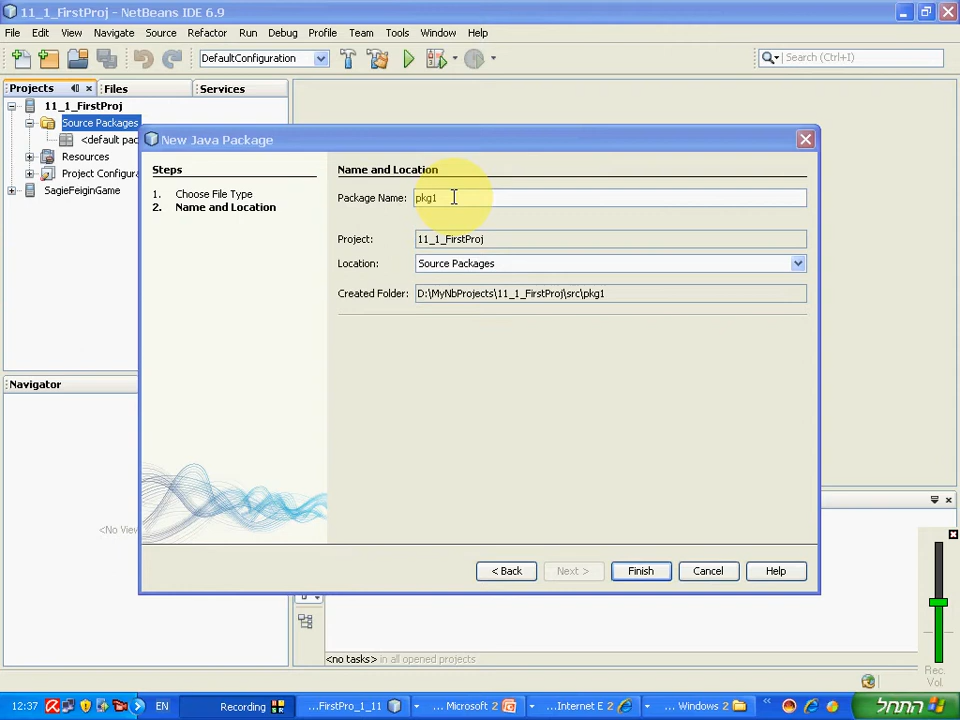 11_1_FirstProj - NetBeans IDE 6.9
File Edit View Navigate Source Refactor Run Debug Profile Team Tools Window Help
DefaultConfiguration
Search (Ctrl+I)
Projects Files Services
11_1_FirstProj
Source Packages
<default pac
Resources
Project Configura
SagieFeiginGame
New Java Package
Steps
1. Choose File Type
2. Name and Location
Name and Location
Package Name: pkg1
Project: 11_1_FirstProj
Location: Source Packages
Created Folder: D:\MyNbProjects\11_1_FirstProj\src\pkg1
< Back Next > Finish Cancel Help
Navigator
<No Vie
<no tasks> in all opened projects
Rec.
Vol.
12:37
EN
Recording
...FirstPro_1_11
... Microsoft 2
...Internet E 2
... Windows 2
התחל